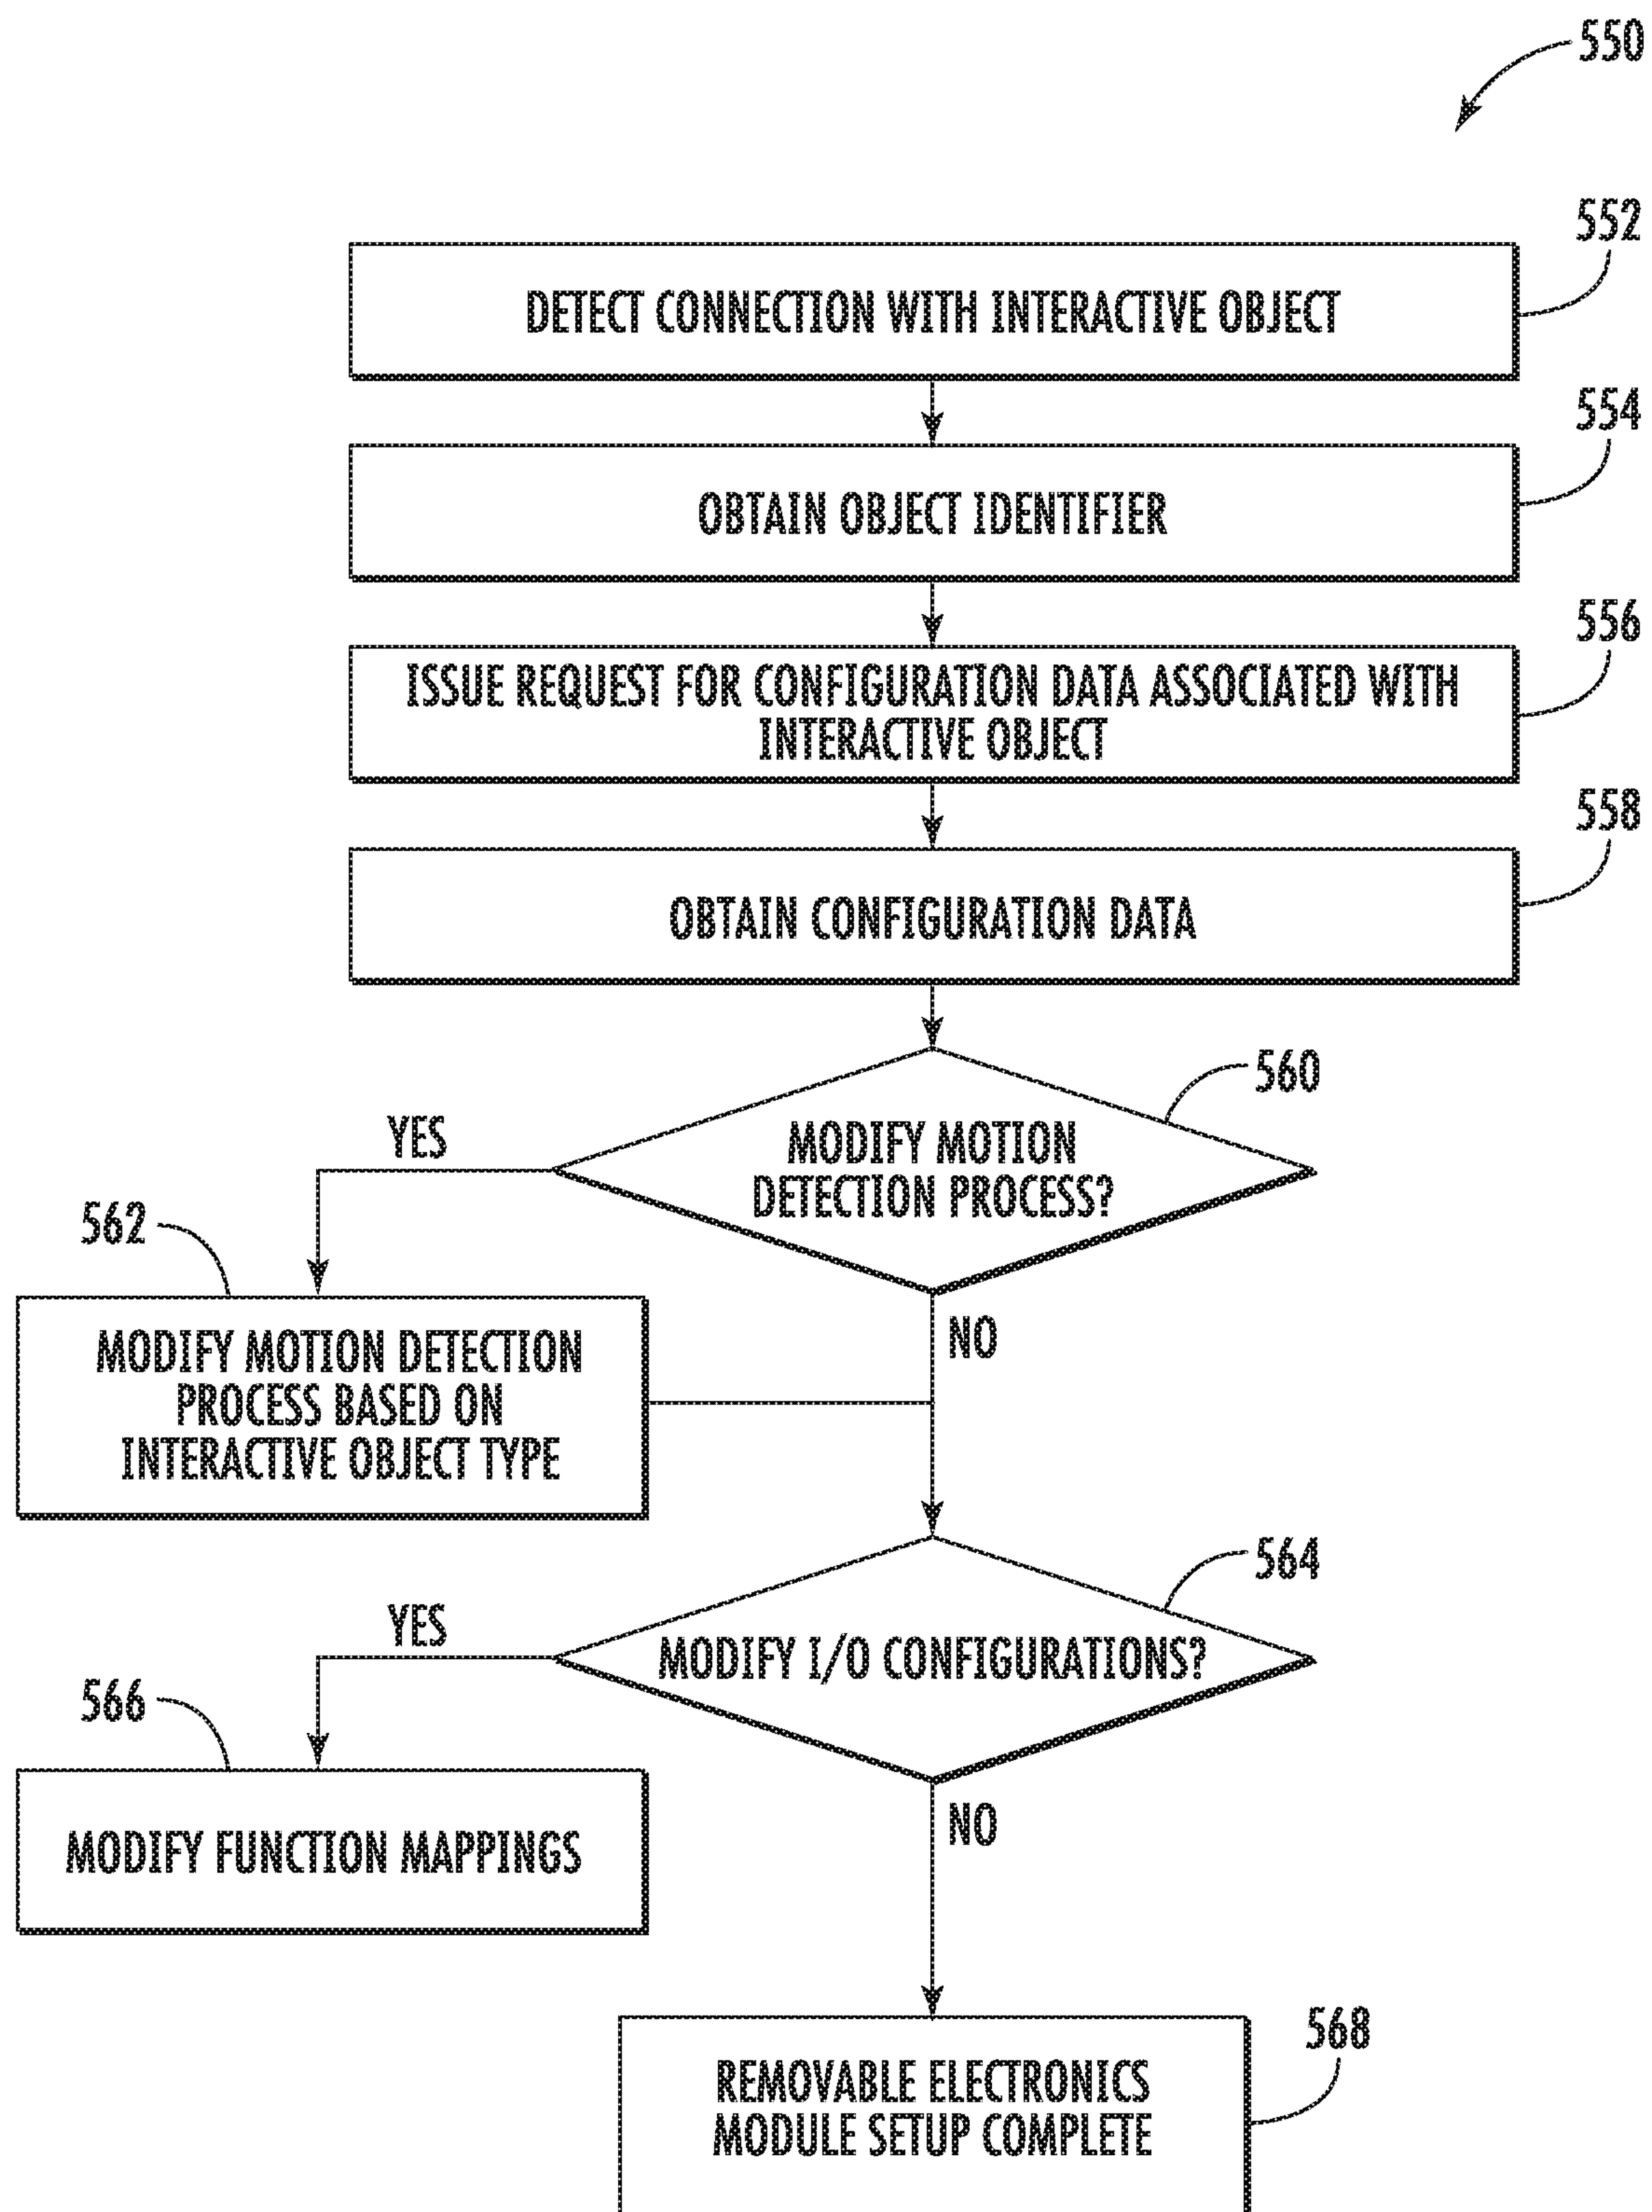 550
552
DETECT CONNECTION WITH INTERACTIVE OBJECT
554
OBTAIN OBJECT IDENTIFIER
556
ISSUE REQUEST FOR CONFIGURATION DATA ASSOCIATED WITH
INTERACTIVE OBJECT
558
OBTAIN CONFIGURATION DATA
560
YES
MODIFY MOTION
DETECTION PROCESS?
562
NO
MODIFY MOTION DETECTION
PROCESS BASED ON
INTERACTIVE OBJECT TYPE
564
YES
MODIFY I/O CONFIGURATIONS?
566
NO
MODIFY FUNCTION MAPPINGS
568
REMOVABLE ELECTRONICS
MODULE SETUP COMPLETE